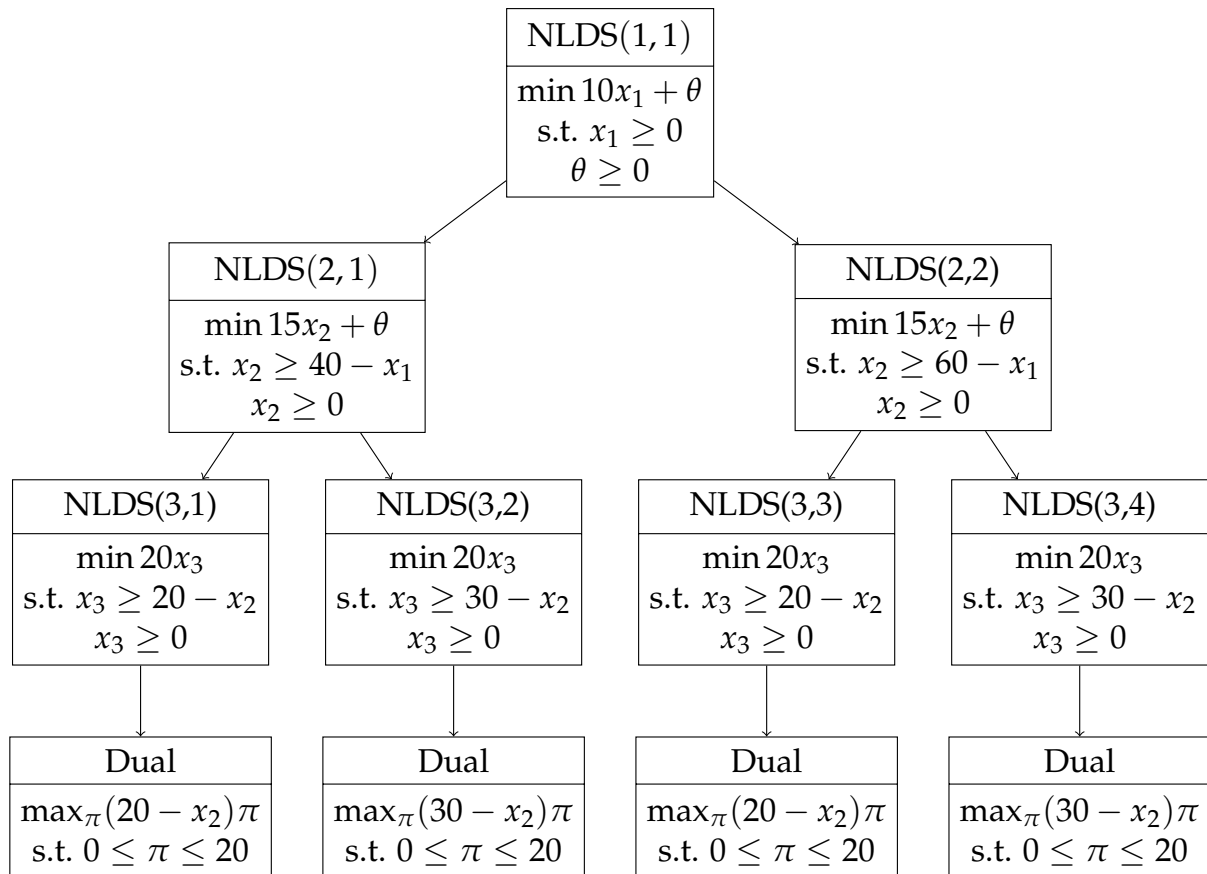 NLDS(1, 1)
min 10x₁ + θ
s.t. x₁ ≥ 0
θ ≥ 0
NLDS(2, 1)
min 15x₂ + θ
s.t. x₂ ≥ 40 − x₁
x₂ ≥ 0
NLDS(2,2)
min 15x₂ + θ
s.t. x₂ ≥ 60 − x₁
x₂ ≥ 0
NLDS(3,1)
min 20x₃
s.t. x₃ ≥ 20 − x₂
x₃ ≥ 0
NLDS(3,2)
min 20x₃
s.t. x₃ ≥ 30 − x₂
x₃ ≥ 0
NLDS(3,3)
min 20x₃
s.t. x₃ ≥ 20 − x₂
x₃ ≥ 0
NLDS(3,4)
min 20x₃
s.t. x₃ ≥ 30 − x₂
x₃ ≥ 0
Dual
max_π(20 − x₂)π
s.t. 0 ≤ π ≤ 20
Dual
max_π(30 − x₂)π
s.t. 0 ≤ π ≤ 20
Dual
max_π(20 − x₂)π
s.t. 0 ≤ π ≤ 20
Dual
max_π(30 − x₂)π
s.t. 0 ≤ π ≤ 20